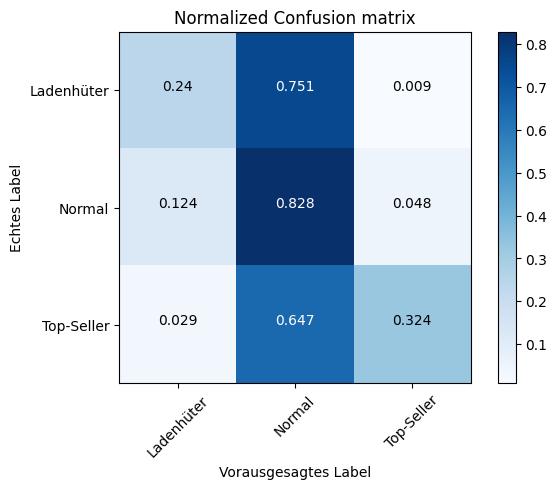 Normalized Confusion matrix
Echtes Label
Ladenhüter
0.24
0.751
0.009
Normal
0.124
0.828
0.048
Top-Seller
0.029
0.647
0.324
Ladenhüter
Normal
Top-Seller
Vorausgesagtes Label
0.8
0.7
0.6
0.5
0.4
0.3
0.2
0.1